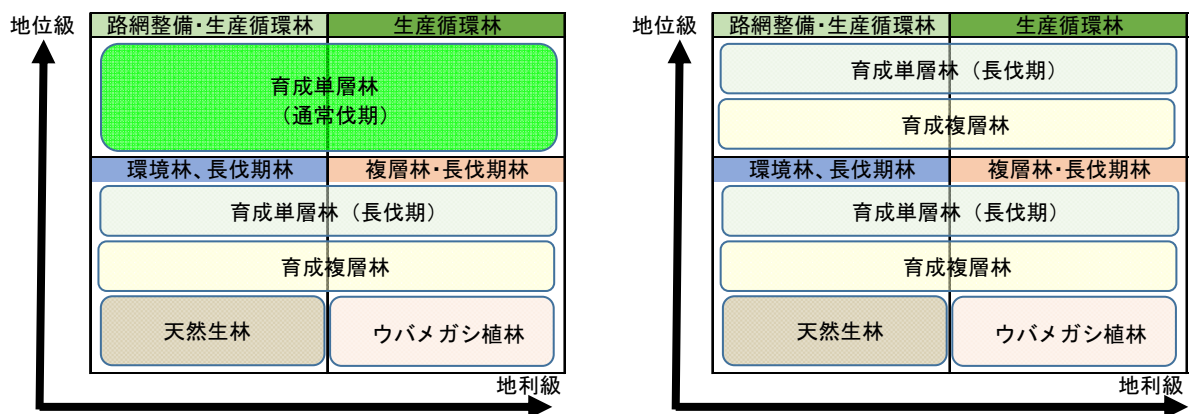 地位級
路網整備・生産循環林
生産循環林
育成単層林
（通常伐期）
環境林、長伐期林
複層林・長伐期林
育成単層林（長伐期）
育成複層林
天然生林
ウバメガシ植林
地利級
地位級
路網整備・生産循環林
生産循環林
育成単層林（長伐期）
育成複層林
環境林、長伐期林
複層林・長伐期林
育成単層林（長伐期）
育成複層林
天然生林
ウバメガシ植林
地利級